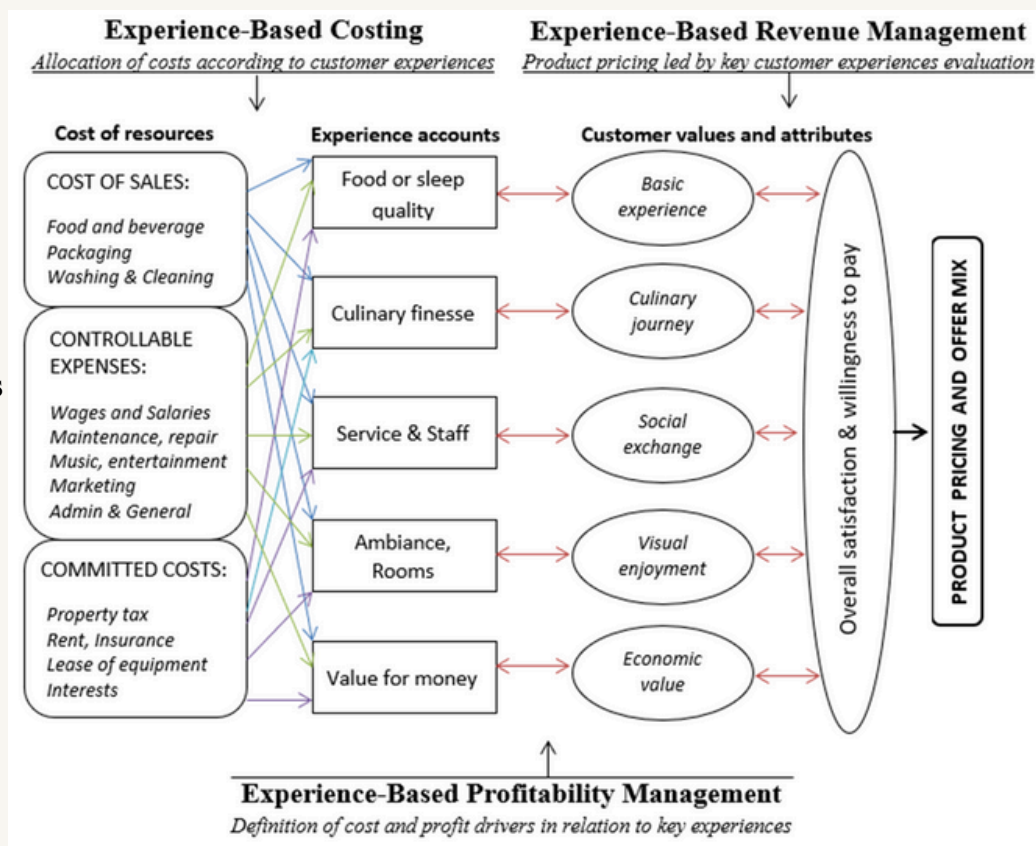 Experience-Based Costing
Allocation of costs according to customer experiences
Experience-Based Revenue Management
Product pricing led by key customer experiences evaluation
Cost of resources
Experience accounts
Customer values and attributes
COST OF SALES:
Food and beverage
Packaging
Washing & Cleaning
CONTROLLABLE
EXPENSES:
Wages and Salaries
Maintenance, repair
Music, entertainment
Marketing
Admin & General
COMMITTED COSTS:
Property tax
Rent, Insurance
Lease of equipment
Interests
Food or sleep
quality
Culinary finesse
Service & Staff
Ambiance,
Rooms
Value for money
Basic
experience
Culinary
journey
Social
exchange
Visual
enjoyment
Economic
value
Overall satisfaction & willingness to pay
PRODUCT PRICING AND OFFER MIX
s
Experience-Based Profitability Management
Definition of cost and profit drivers in relation to key experiences